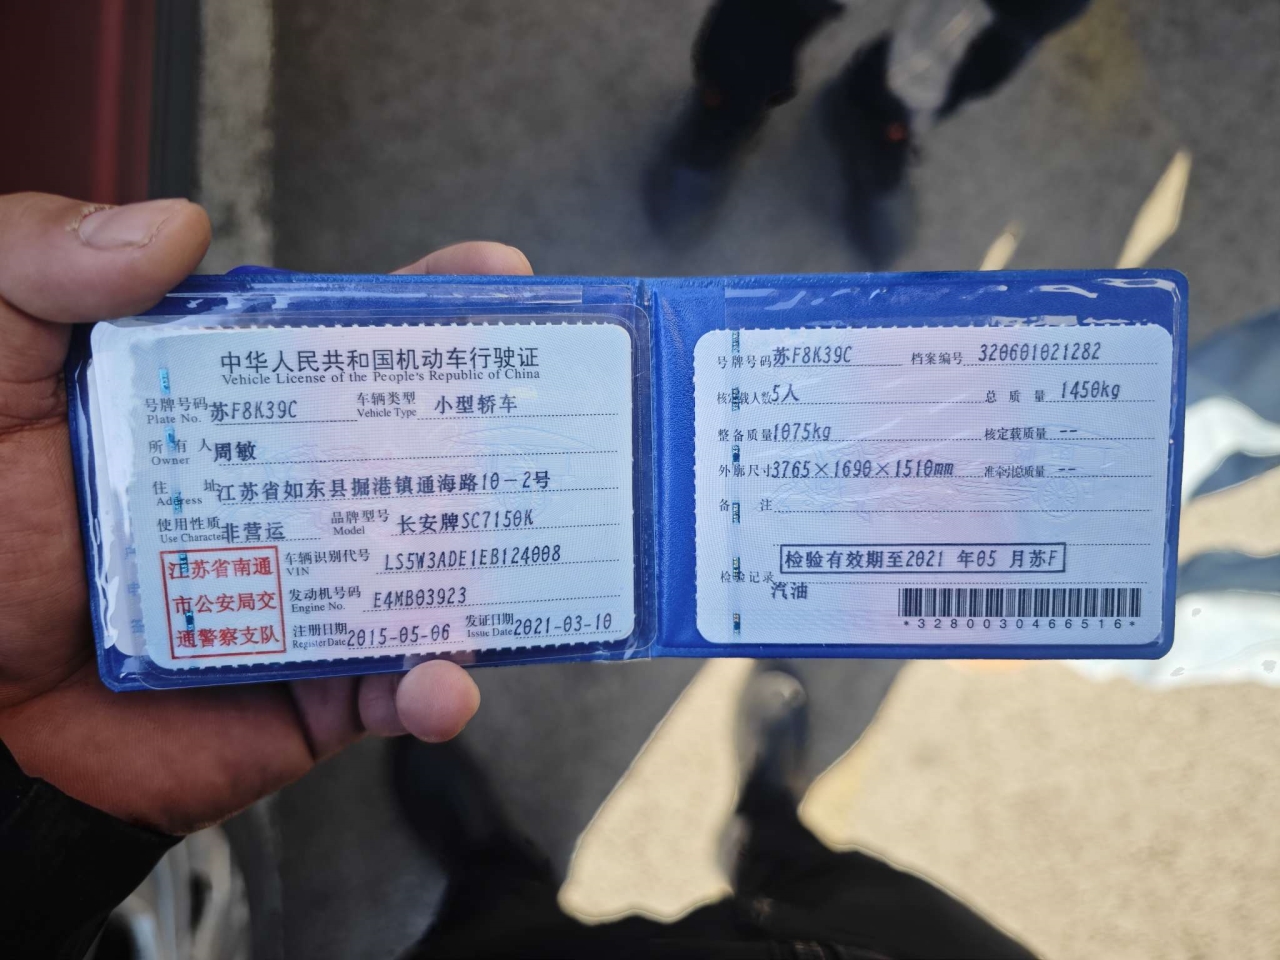 中华人民共和国机动车行驶证
Vehicle License of the People's Republic of China
号牌号码 苏F8K39C 车辆类型 小型轿车
Plate No. Vehicle Type
所有人 周敏
Owner
住址 江苏省如东县掘港镇通海路10-2号
Address
使用性质 非营运 品牌型号 长安牌SC7150K
Use Character Model
江苏省南通
市公安局交
通警察支队
车辆识别代号 LS5W3ADE1EB124008
VIN
发动机号码 E4MB03923
Engine No.
注册日期 2015-05-06 发证日期 2021-03-10
Register Date Issue Date
号牌号码 苏F8K39C 档案编号 320601021282
核定载人数 5人 总质量 1450kg
整备质量 1075kg 核定载质量 --
外廓尺寸 3765×1690×1510mm 准牵引总质量 --
备注
检验有效期至2021 年05 月苏F
检验记录
汽油
*3280030466516*